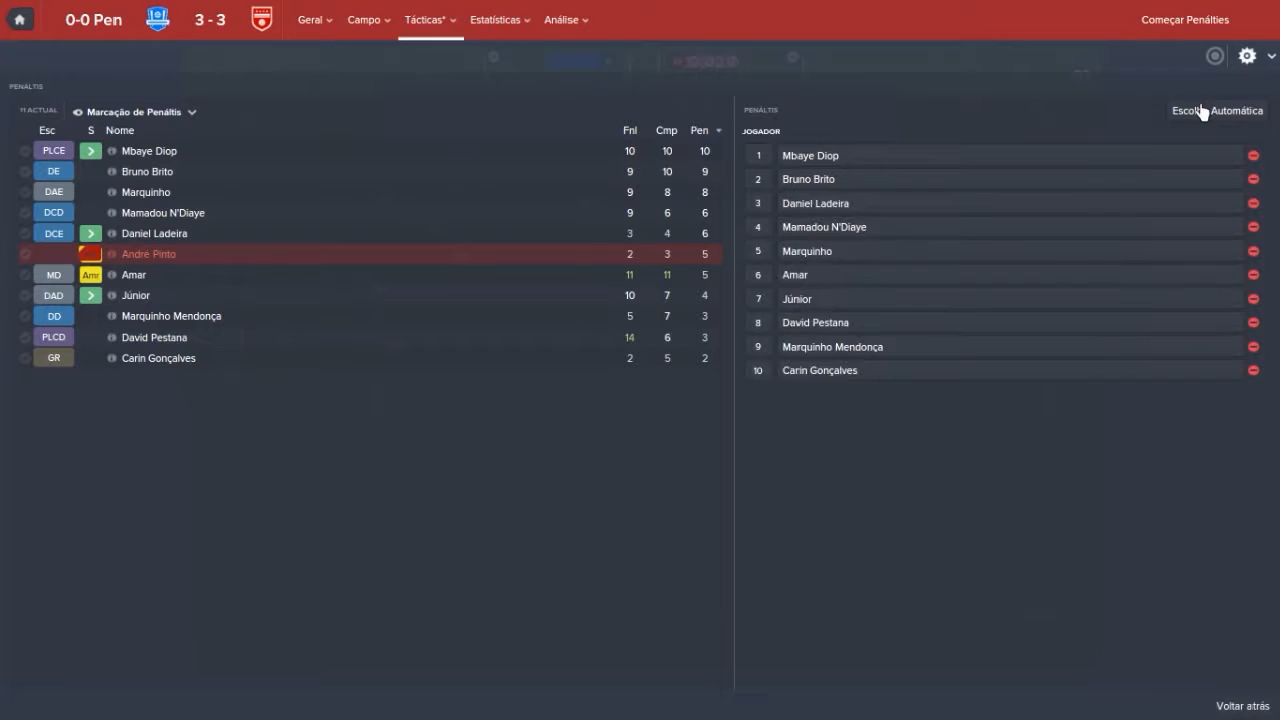 0-0 Pen 3 - 3 Geral Campo Tácticas* Estatísticas Análise Começar Penálties
PENÁLTIS
11 ACTUAL Marcação de Penáltis
Esc S Nome Fnl Cmp Pen
PLCE Mbaye Diop 10 10 10
DE Bruno Brito 9 10 9
DAE Marquinho 9 8 8
DCD Mamadou N'Diaye 9 6 6
DCE Daniel Ladeira 3 4 6
André Pinto 2 3 5
MD Amr Amar 11 11 5
DAD Júnior 10 7 4
DD Marquinho Mendonça 5 7 3
PLCD David Pestana 14 6 3
GR Carin Gonçalves 2 5 2
PENÁLTIS Automática
JOGADOR
1 Mbaye Diop
2 Bruno Brito
3 Daniel Ladeira
4 Mamadou N'Diaye
5 Marquinho
6 Amar
7 Júnior
8 David Pestana
9 Marquinho Mendonça
10 Carin Gonçalves
Voltar atrás